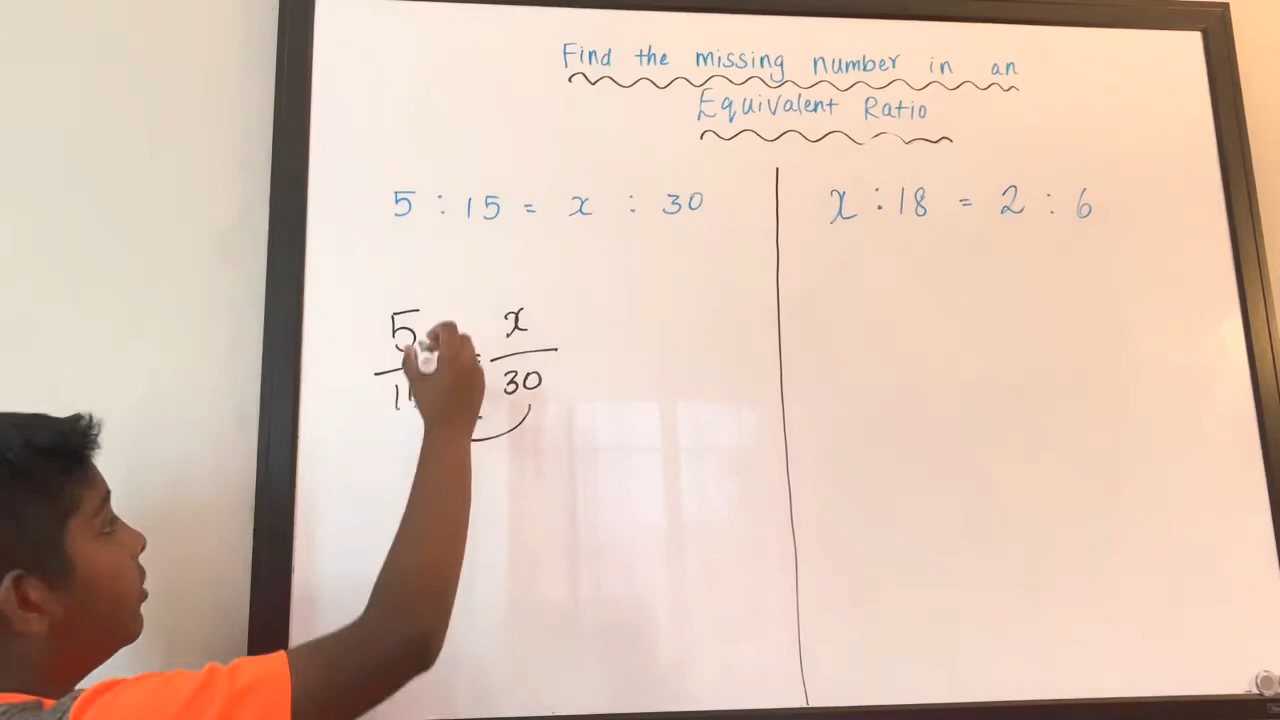 Find the missing number in an
Equivalent Ratio
5 : 15 = x : 30
x : 18 = 2 : 6
5 x
30